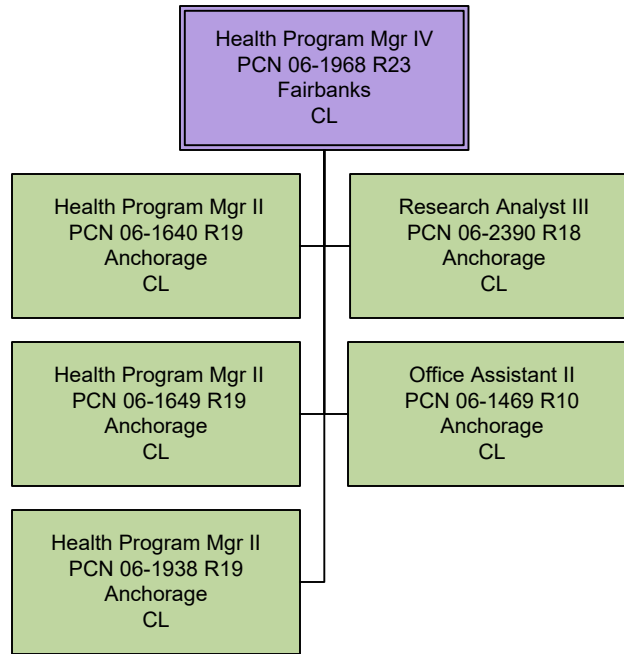 Health Program Mgr IV
PCN 06-1968 R23
Fairbanks
CL
Health Program Mgr II
PCN 06-1640 R19
Anchorage
CL
Research Analyst III
PCN 06-2390 R18
Anchorage
CL
Health Program Mgr II
PCN 06-1649 R19
Anchorage
CL
Office Assistant II
PCN 06-1469 R10
Anchorage
CL
Health Program Mgr II
PCN 06-1938 R19
Anchorage
CL